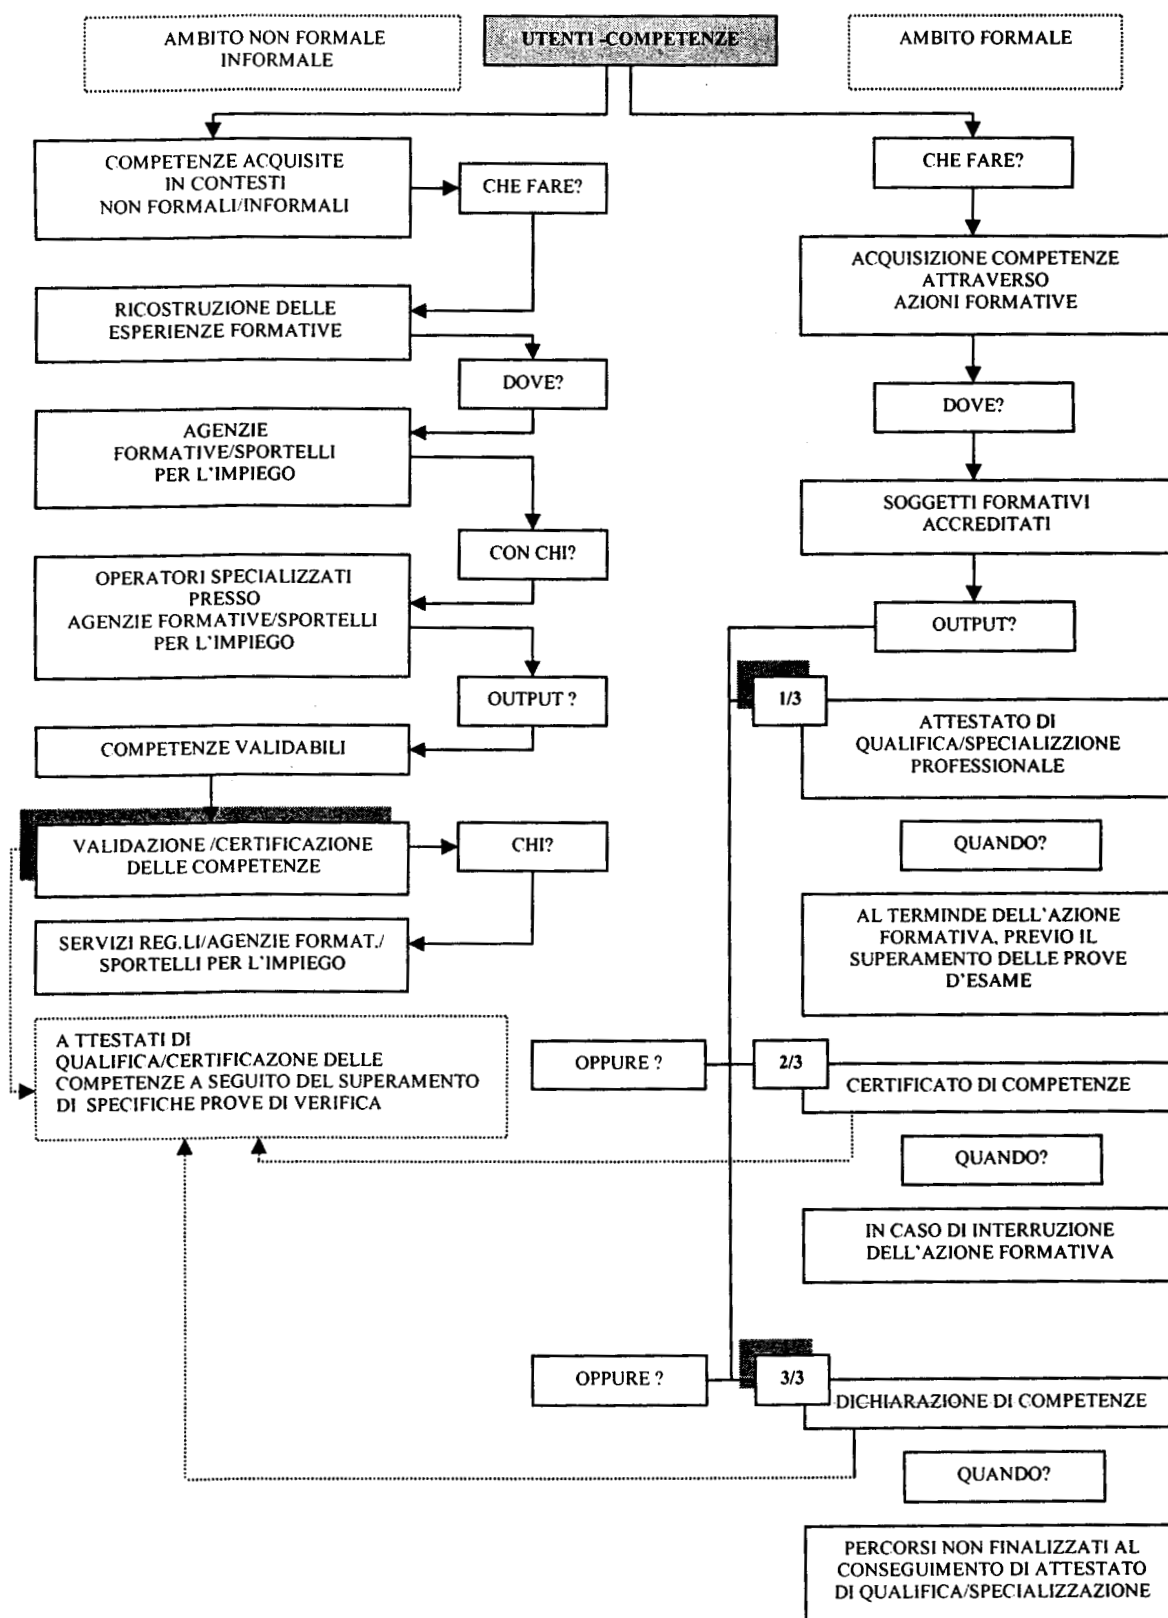 AMBITO NON FORMALE
INFORMALE
UTENTI -COMPETENZE
AMBITO FORMALE
COMPETENZE ACQUISITE
IN CONTESTI
NON FORMALI/INFORMALI
CHE FARE?
RICOSTRUZIONE DELLE
ESPERIENZE FORMATIVE
DOVE?
AGENZIE
FORMATIVE/SPORTELLI
PER L'IMPIEGO
CON CHI?
OPERATORI SPECIALIZZATI
PRESSO
AGENZIE FORMATIVE/SPORTELLI
PER L'IMPIEGO
OUTPUT ?
COMPETENZE VALIDABILI
VALIDAZIONE /CERTIFICAZIONE
DELLE COMPETENZE
CHI?
SERVIZI REG.LI/AGENZIE FORMAT./
SPORTELLI PER L'IMPIEGO
A TTESTATI DI
QUALIFICA/CERTIFICAZONE DELLE
COMPETENZE A SEGUITO DEL SUPERAMENTO
DI SPECIFICHE PROVE DI VERIFICA
CHE FARE?
ACQUISIZIONE COMPETENZE
ATTRAVERSO
AZIONI FORMATIVE
DOVE?
SOGGETTI FORMATIVI
ACCREDITATI
OUTPUT?
1/3
ATTESTATO DI
QUALIFICA/SPECIALIZZIONE
PROFESSIONALE
QUANDO?
AL TERMINDE DELL'AZIONE
FORMATIVA, PREVIO IL
SUPERAMENTO DELLE PROVE
D'ESAME
OPPURE ?
2/3
CERTIFICATO DI COMPETENZE
QUANDO?
IN CASO DI INTERRUZIONE
DELL'AZIONE FORMATIVA
OPPURE ?
3/3
DICHIARAZIONE DI COMPETENZE
QUANDO?
PERCORSI NON FINALIZZATI AL
CONSEGUIMENTO DI ATTESTATO
DI QUALIFICA/SPECIALIZZAZIONE